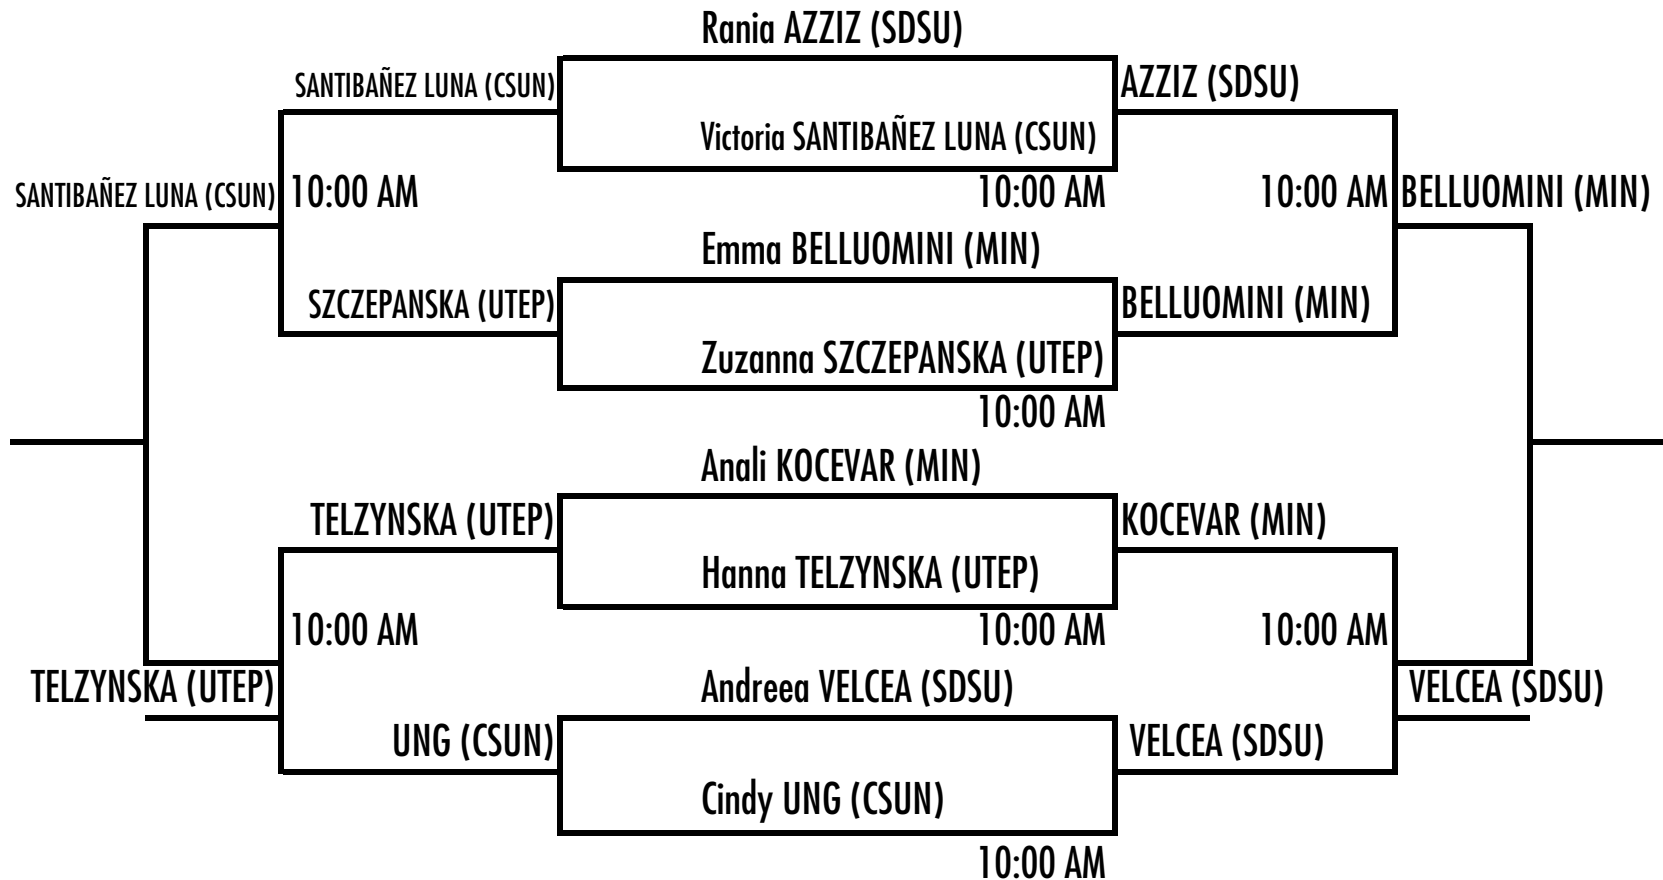 Rania AZZIZ (SDSU)
SANTIBAÑEZ LUNA (CSUN)
AZZIZ (SDSU)
Victoria SANTIBAÑEZ LUNA (CSUN)
SANTIBAÑEZ LUNA (CSUN)
10:00 AM
10:00 AM
10:00 AM
BELLUOMINI (MIN)
Emma BELLUOMINI (MIN)
SZCZEPANSKA (UTEP)
BELLUOMINI (MIN)
Zuzanna SZCZEPANSKA (UTEP)
10:00 AM
Anali KOCEVAR (MIN)
TELZYNSKA (UTEP)
KOCEVAR (MIN)
Hanna TELZYNSKA (UTEP)
10:00 AM
10:00 AM
10:00 AM
TELZYNSKA (UTEP)
Andreea VELCEA (SDSU)
VELCEA (SDSU)
UNG (CSUN)
VELCEA (SDSU)
Cindy UNG (CSUN)
10:00 AM